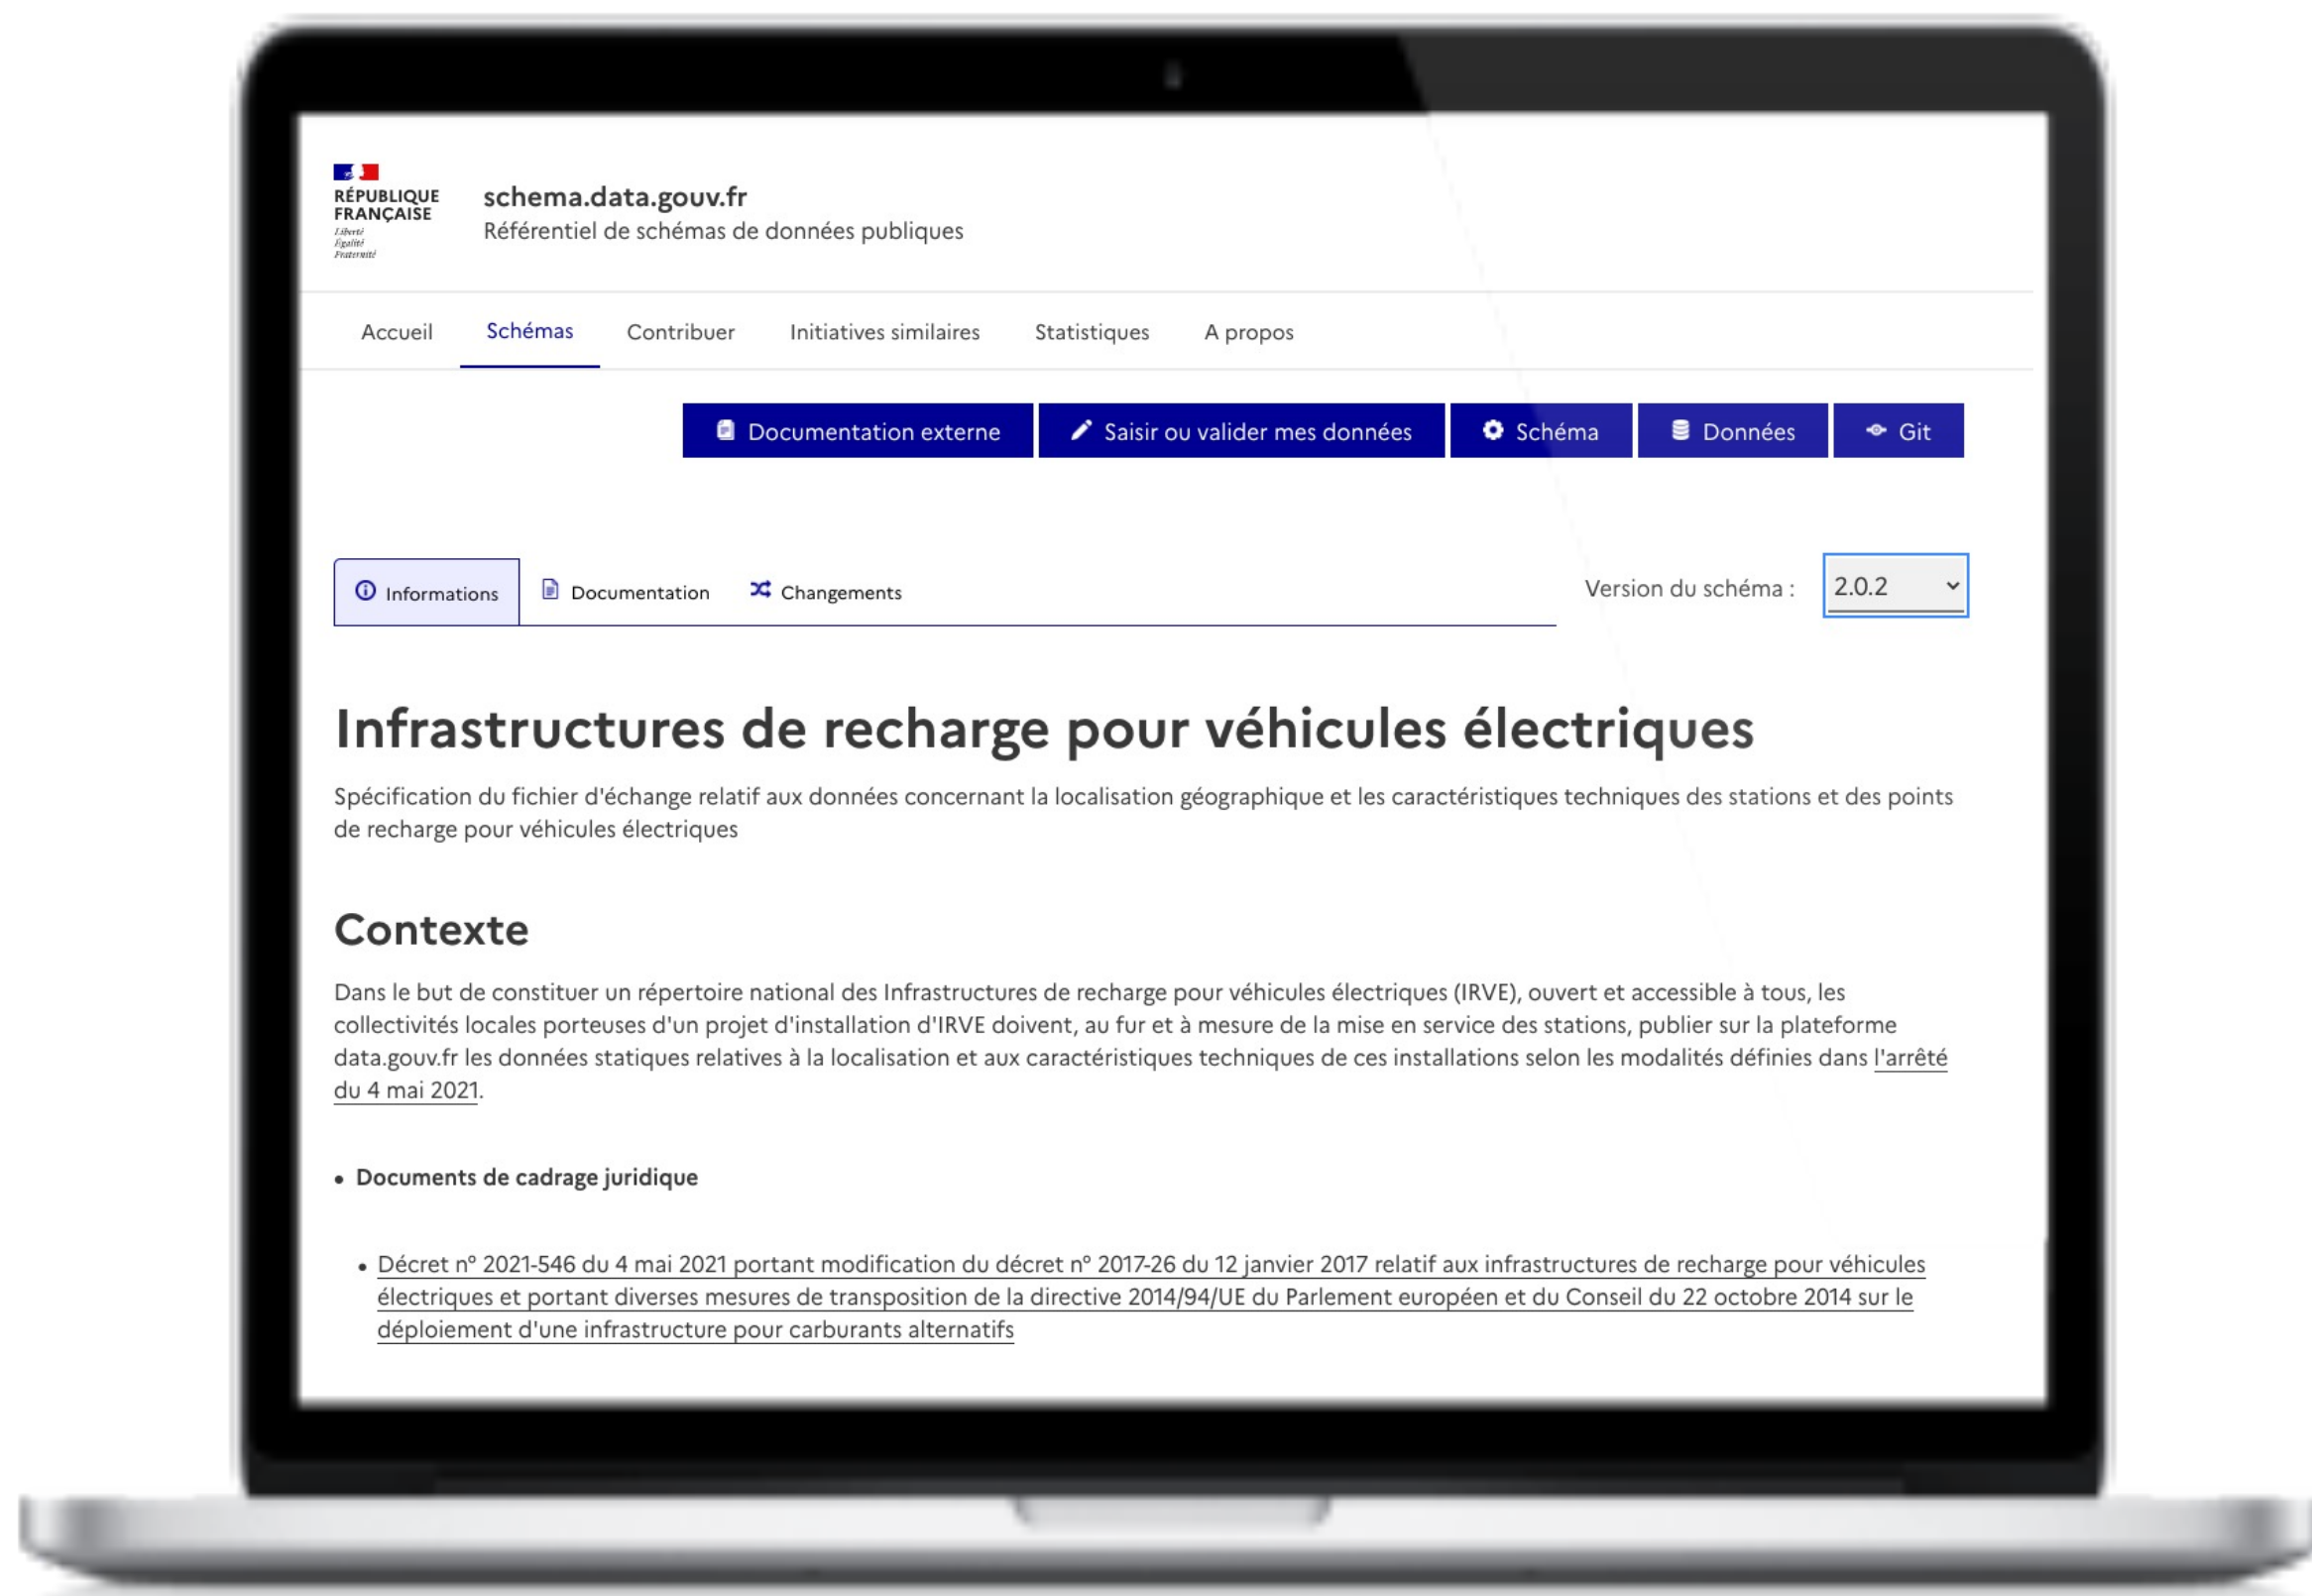 RÉPUBLIQUE
FRANÇAISE
Liberté
Égalité
Fraternité
schema.data.gouv.fr
Référentiel de schémas de données publiques
Accueil Schémas Contribuer Initiatives similaires Statistiques A propos
Documentation externe Saisir ou valider mes données Schéma Données Git
Informations Documentation Changements Version du schéma : 2.0.2
Infrastructures de recharge pour véhicules électriques
Spécification du fichier d'échange relatif aux données concernant la localisation géographique et les caractéristiques techniques des stations et des points
de recharge pour véhicules électriques
Contexte
Dans le but de constituer un répertoire national des Infrastructures de recharge pour véhicules électriques (IRVE), ouvert et accessible à tous, les
collectivités locales porteuses d'un projet d'installation d'IRVE doivent, au fur et à mesure de la mise en service des stations, publier sur la plateforme
data.gouv.fr les données statiques relatives à la localisation et aux caractéristiques techniques de ces installations selon les modalités définies dans l'arrêté
du 4 mai 2021.
• Documents de cadrage juridique
• Décret nº 2021-546 du 4 mai 2021 portant modification du décret nº 2017-26 du 12 janvier 2017 relatif aux infrastructures de recharge pour véhicules
électriques et portant diverses mesures de transposition de la directive 2014/94/UE du Parlement européen et du Conseil du 22 octobre 2014 sur le
déploiement d'une infrastructure pour carburants alternatifs